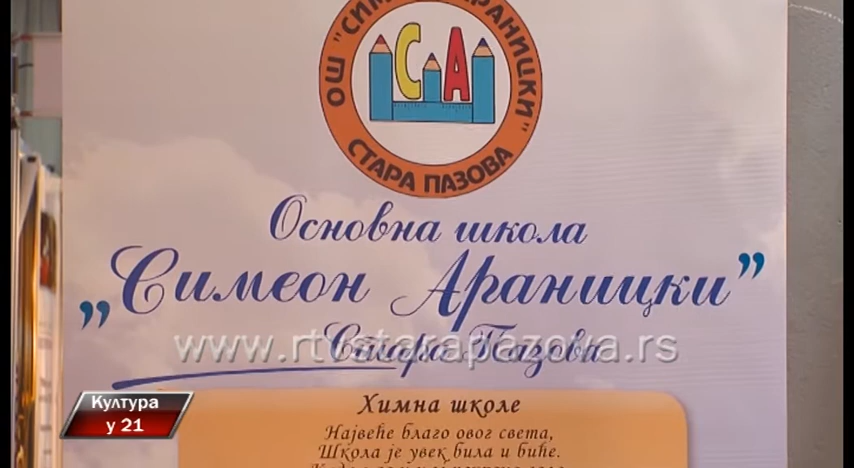 ОШ "СИМЕОН АРАНИЦКИ"
С А
СТАРА ПАЗОВА
Основна школа
„Симеон Араницки”
Стара Пазова
www.rtvstarapazova.rs
Химна школе
Највеће благо овог света,
Школа је увек била и биће.
Култура
у 21